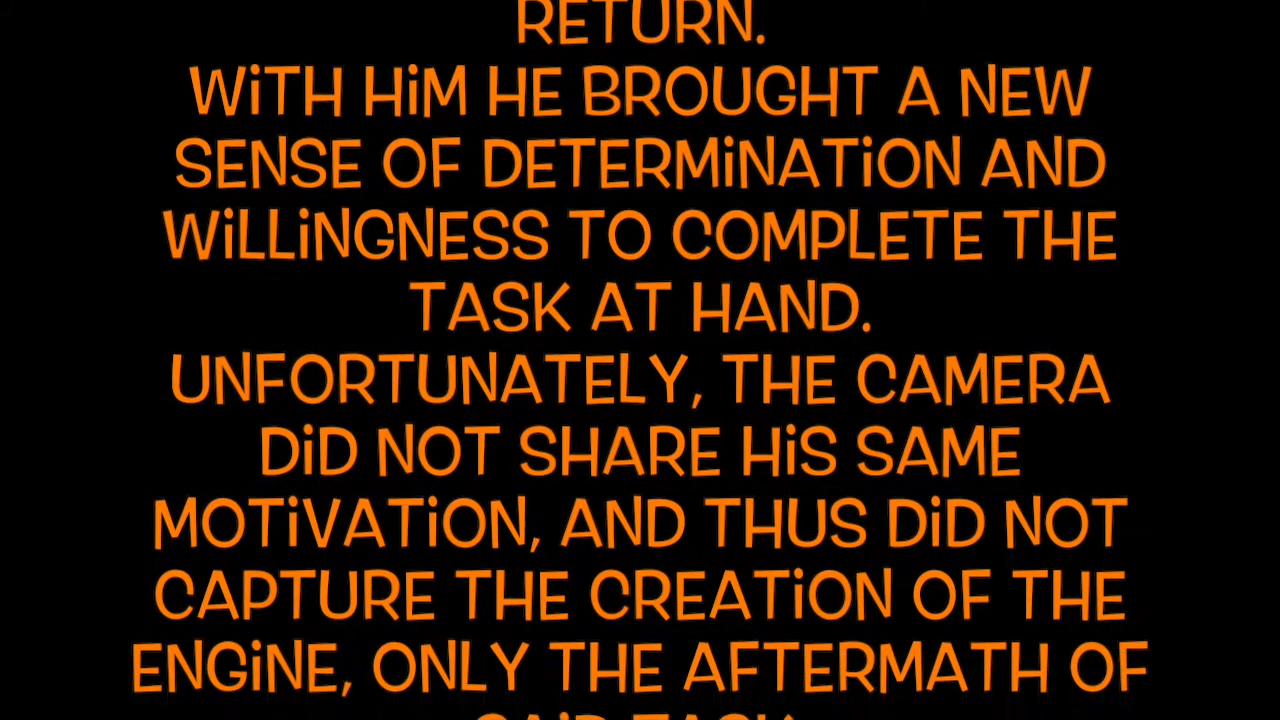 RETURN.
WiTH HiM HE BROUGHT A NEW
SENSE OF DETERMiNATiON AND
WiLLiNGNESS TO COMPLETE THE
TASK AT HAND.
UNFORTUNATELY, THE CAMERA
DiD NOT SHARE HiS SAME
MOTiVATiON, AND THUS DiD NOT
CAPTURE THE CREATiON OF THE
ENGiNE, ONLY THE AFTERMATH OF
SAiD TASK